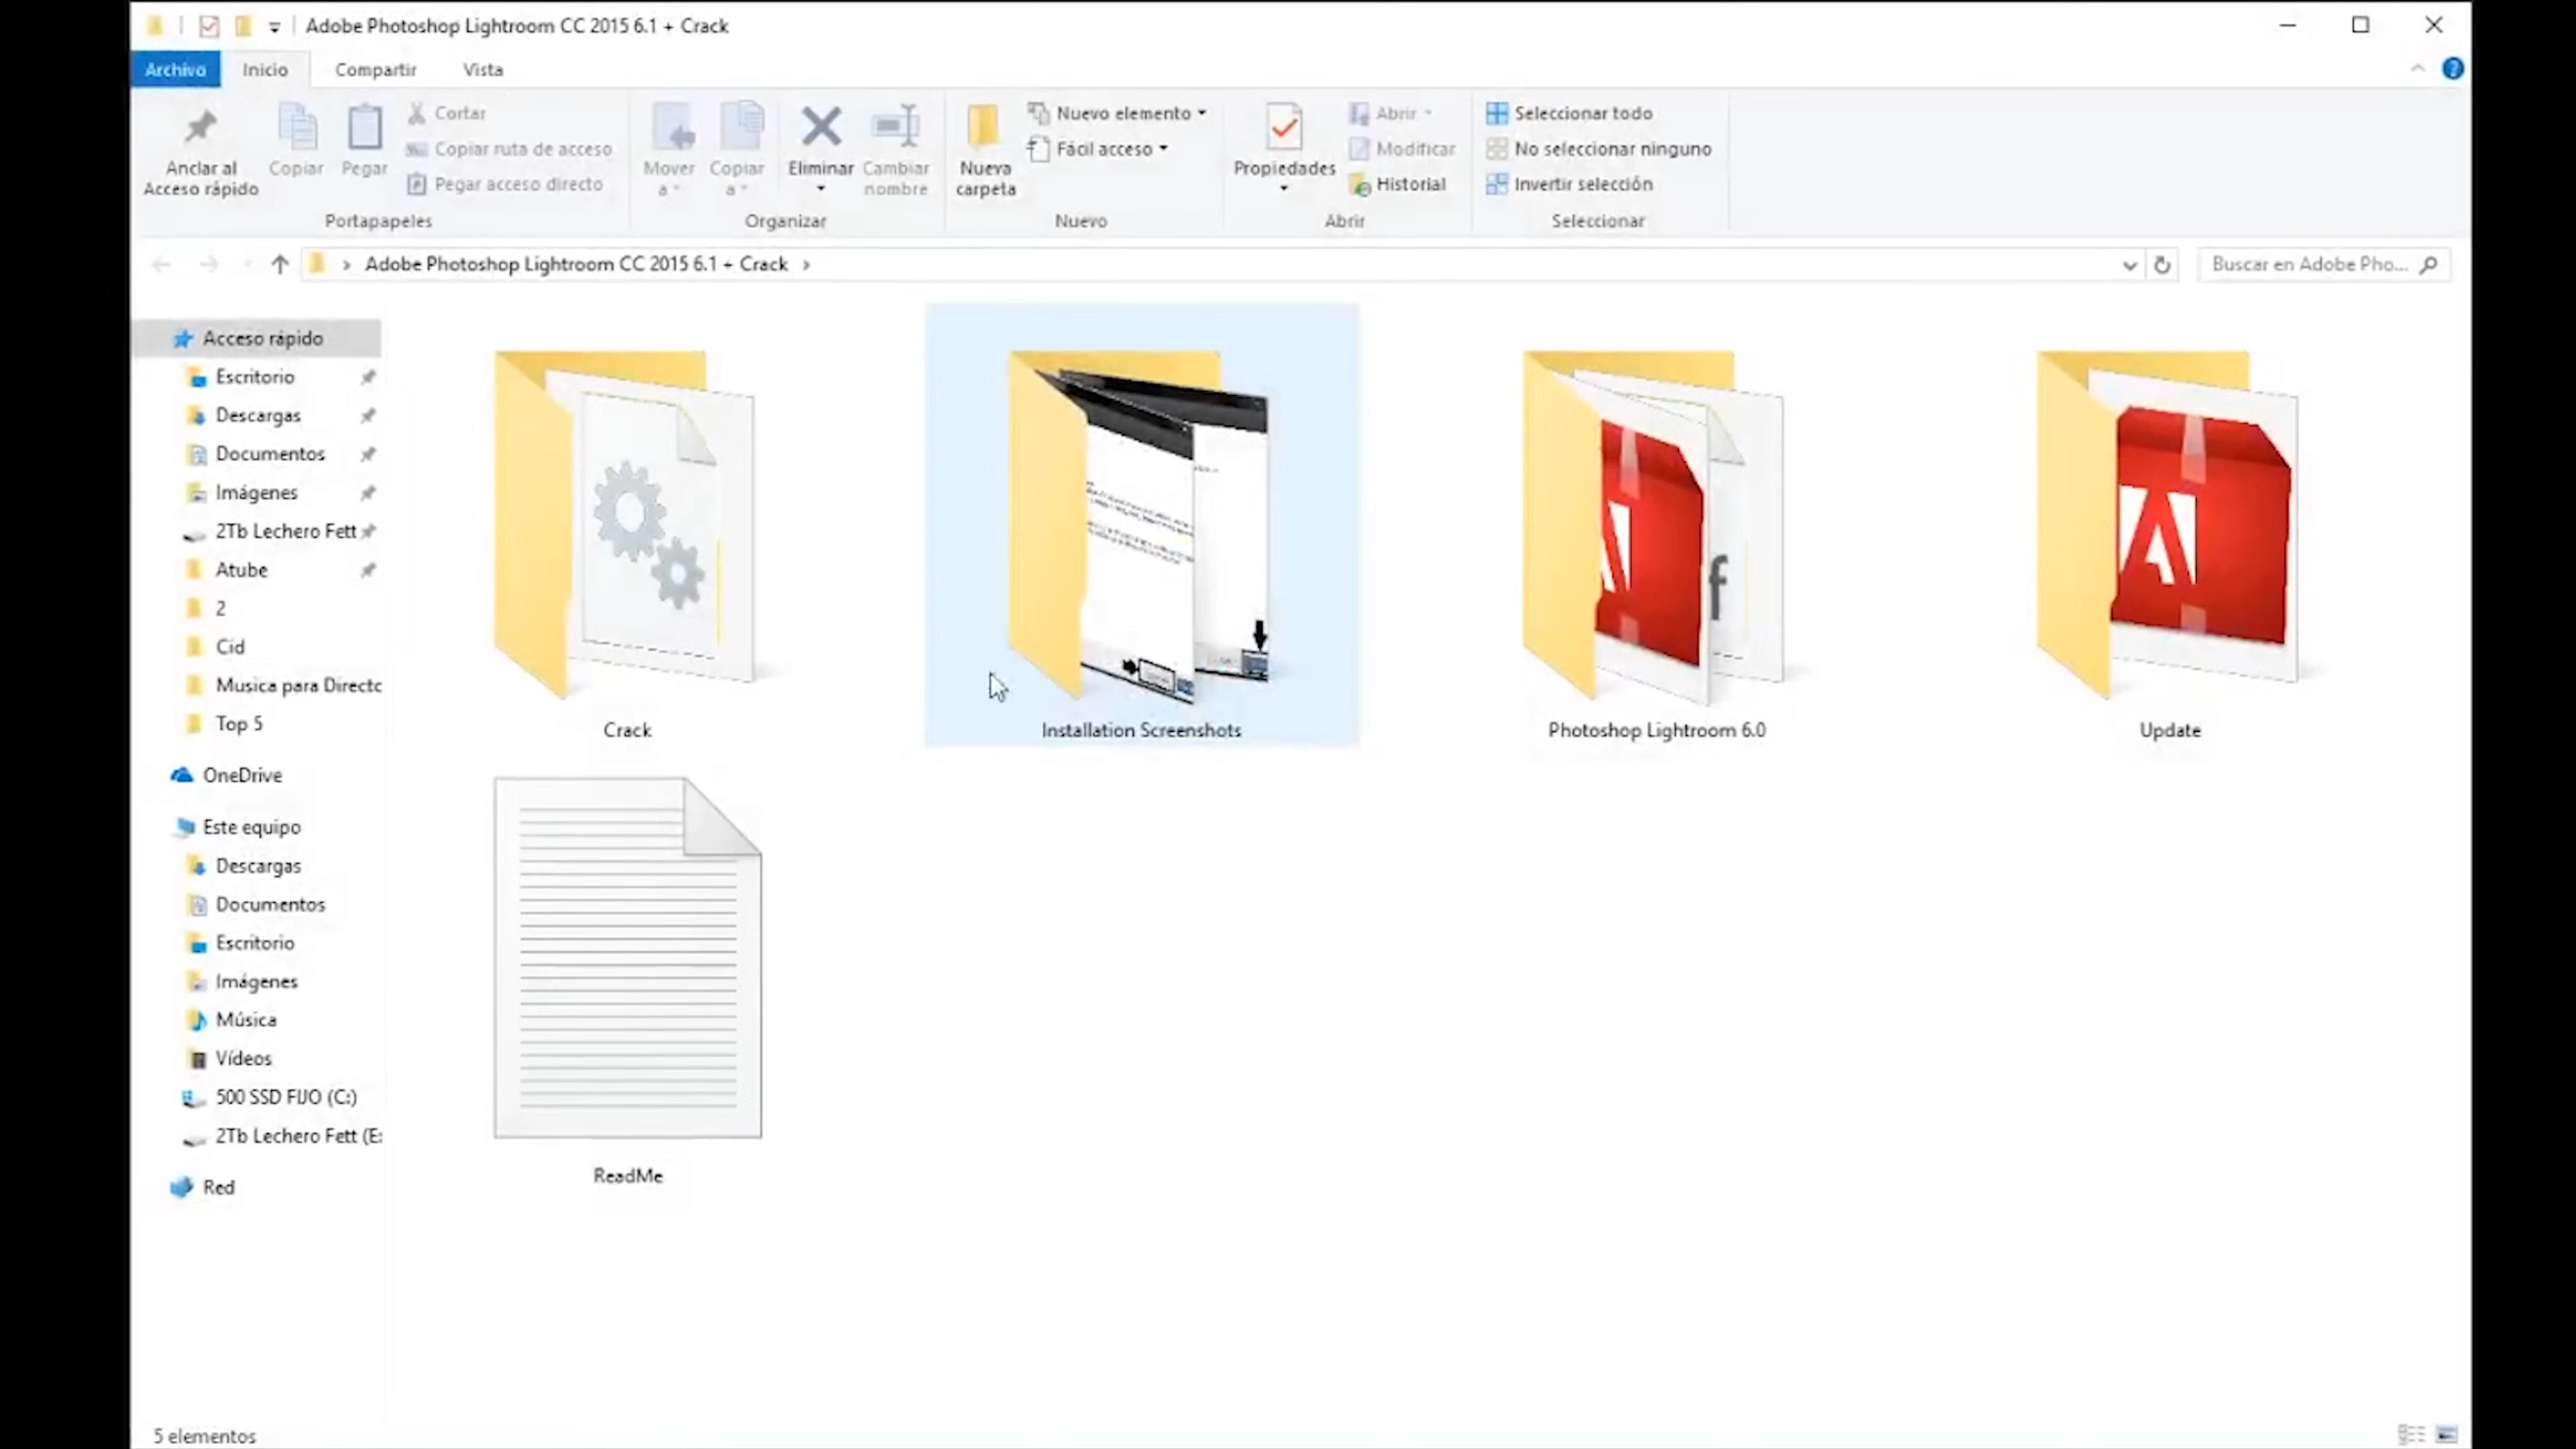 Adobe Photoshop Lightroom CC 2015 6.1 + Crack
Archivo Inicio Compartir Vista
Anclar al Acceso rápido
Copiar
Pegar
Cortar
Copiar ruta de acceso
Pegar acceso directo
Portapapeles
Mover a
Copiar a
Eliminar
Cambiar nombre
Organizar
Nueva carpeta
Nuevo elemento
Fácil acceso
Nuevo
Propiedades
Abrir
Modificar
Historial
Abrir
Seleccionar todo
No seleccionar ninguno
Invertir selección
Seleccionar
Adobe Photoshop Lightroom CC 2015 6.1 + Crack
Buscar en Adobe Pho...
Acceso rápido
Escritorio
Descargas
Documentos
Imágenes
2Tb Lechero Fett
Atube
2
Cid
Musica para Directo
Top 5
OneDrive
Este equipo
Descargas
Documentos
Escritorio
Imágenes
Música
Vídeos
500 SSD FIJO (C:)
2Tb Lechero Fett (E:
Red
Crack
Installation Screenshots
Photoshop Lightroom 6.0
Update
ReadMe
5 elementos